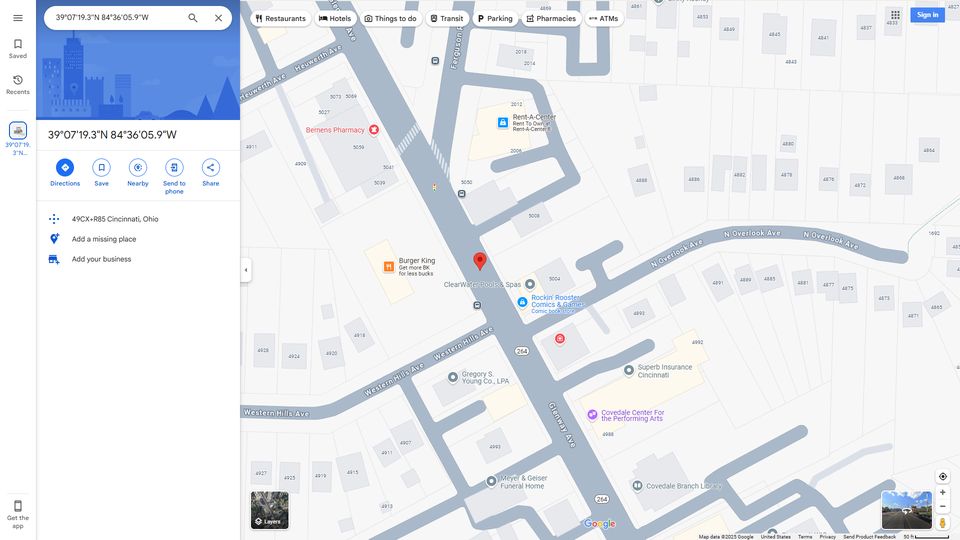 39°07'19.3"N 84°36'05.9"W
Restaurants
Hotels
Things to do
Transit
Parking
Pharmacies
ATMs
Sign in
Saved
Recents
39°07'19.
3"N...
39°07'19.3"N 84°36'05.9"W
Directions
Save
Nearby
Send to
phone
Share
49CX+R85 Cincinnati, Ohio
Add a missing place
Add your business
Get the
app
Layers
Heuwerth Ave
Heuwerth Ave
Ferguson
Ave
2018
2014
2012
2006
Rent-A-Center
Rent To Own at
Rent-A-Center®
5073
5069
5027
5059
5041
5039
4911
4909
Bernens Pharmacy
5050
5008
5004
Burger King
Get more BK
for less bucks
ClearWater Pools & Spas
Rockin' Rooster
Comics & Games
Comic book store
N Overlook Ave
N Overlook Ave
N Overlook Ave
4849
4845
4841
4843
4880
4864
4888
4886
4882
4878
4876
4872
4868
1692
4893
4889
4885
4883
4885
4881
4877
4875
4873
4871
4865
264
4992
Superb Insurance
Cincinnati
Covedale Center For
the Performing Arts
4988
Western Hills Ave
Western Hills Ave
Western Hills Ave
4928
4924
4920
4918
Gregory S.
Young Co., LPA
Glenway Ave
4907
4911
4915
4925
4927
4913
4993
Meyer & Geiser
Funeral Home
264
Covedale Branch Library
Google
Map data ©2025 Google
United States
Terms
Privacy
Send Product Feedback
50 ft